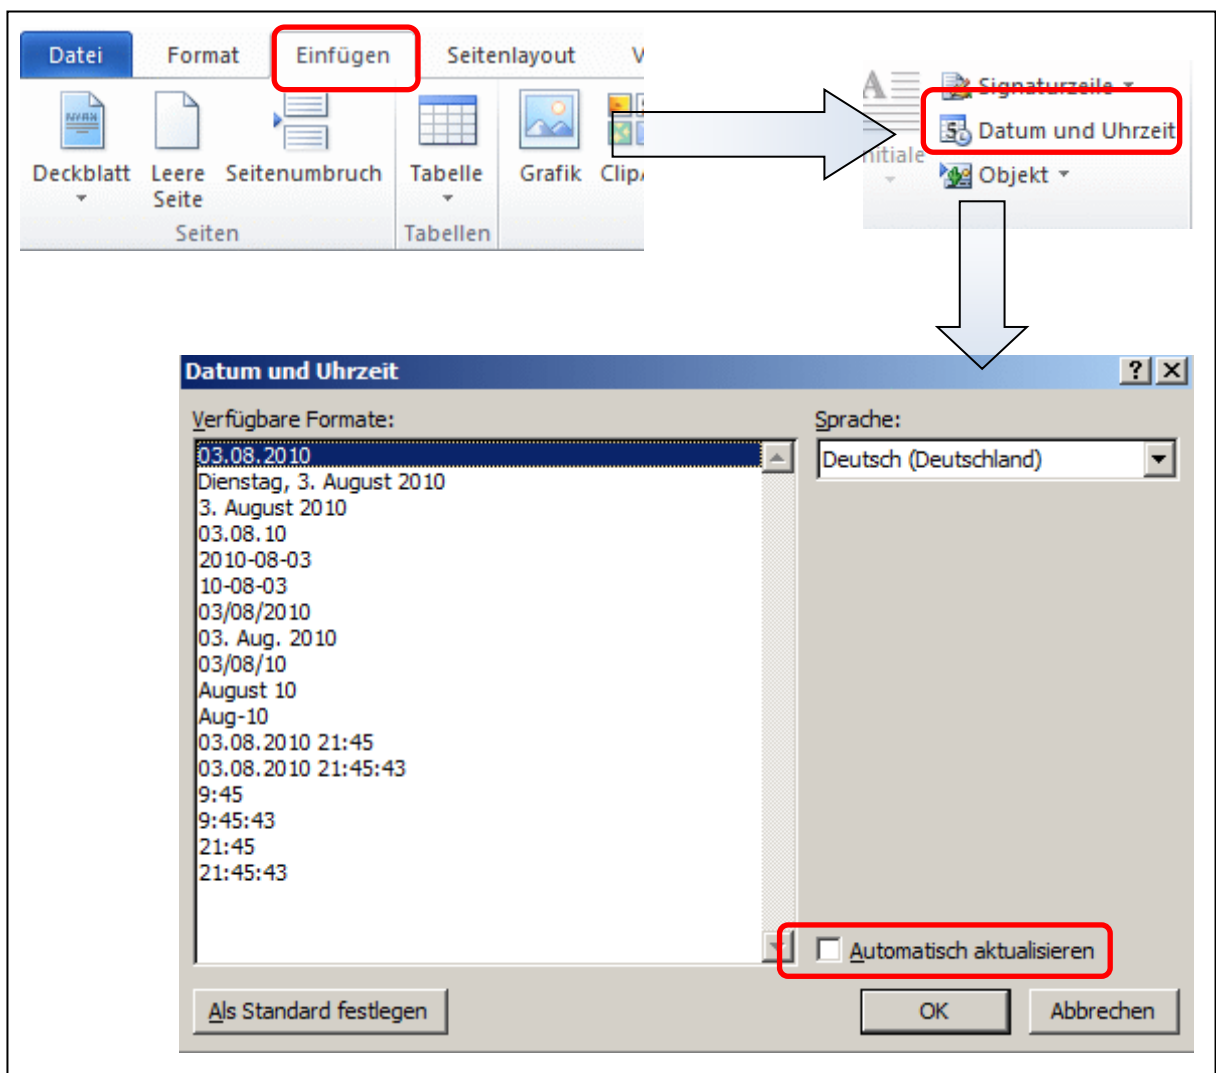 Datei Format Einfügen Seitenlayout V
Deckblatt Leere Seite Seitenumbruch Tabelle Grafik ClipA
Seiten Tabellen
A
Signaturzeile
Datum und Uhrzeit
nitiale
Objekt
Datum und Uhrzeit
Verfügbare Formate:
03.08.2010
Dienstag, 3. August 2010
3. August 2010
03.08.10
2010-08-03
10-08-03
03/08/2010
03. Aug. 2010
03/08/10
August 10
Aug-10
03.08.2010 21:45
03.08.2010 21:45:43
9:45
9:45:43
21:45
21:45:43
Sprache:
Deutsch (Deutschland)
Automatisch aktualisieren
Als Standard festlegen
OK
Abbrechen